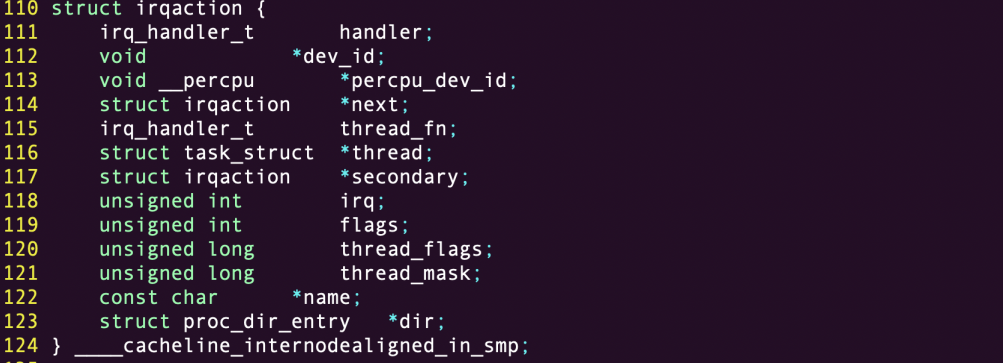 110 struct irqaction {
111     irq_handler_t       handler;
112     void            *dev_id;
113     void __percpu       *percpu_dev_id;
114     struct irqaction    *next;
115     irq_handler_t       thread_fn;
116     struct task_struct  *thread;
117     struct irqaction    *secondary;
118     unsigned int        irq;
119     unsigned int        flags;
120     unsigned long       thread_flags;
121     unsigned long       thread_mask;
122     const char      *name;
123     struct proc_dir_entry   *dir;
124 } ____cacheline_internodealigned_in_smp;